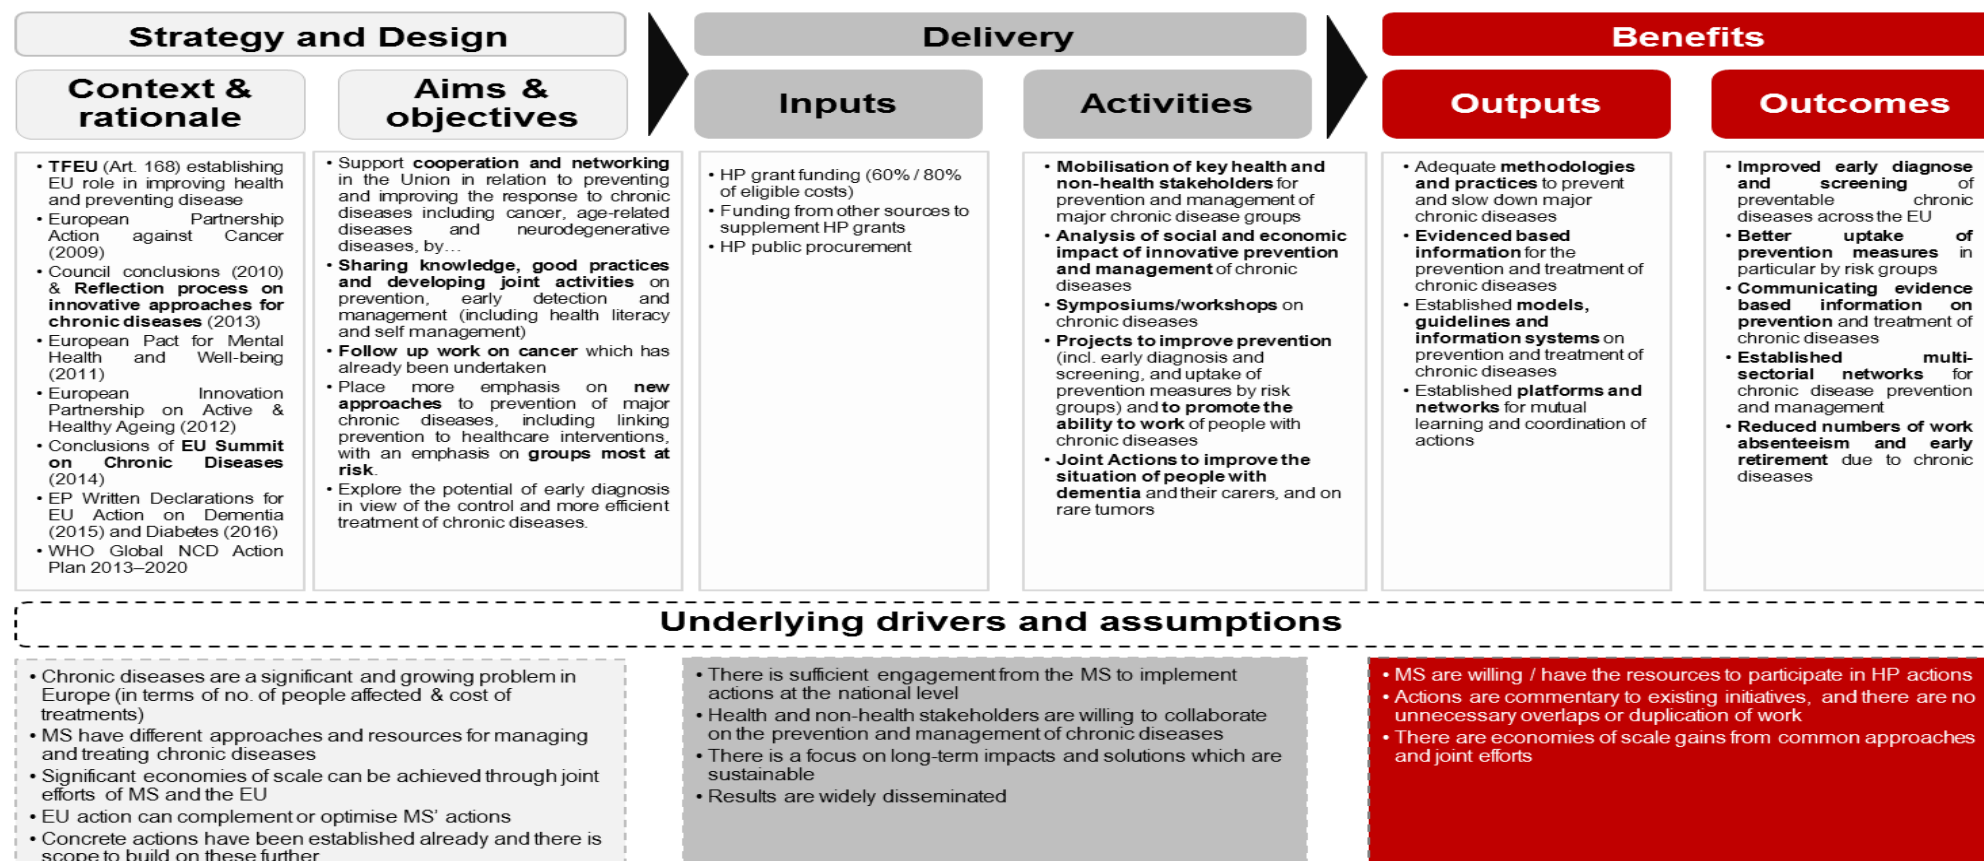 Strategy and Design
Delivery
Benefits
Context &
rationale
Aims &
objectives
Inputs
Activities
Outputs
Outcomes
• TFEU (Art. 168) establishing
EU role in improving health
and preventing disease
• European Partnership
Action against Cancer
(2009)
• Council conclusions (2010)
& Reflection process on
innovative approaches for
chronic diseases (2013)
• European Pact for Mental
Health and Well-being
(2011)
• European Innovation
Partnership on Active &
Healthy Ageing (2012)
• Conclusions of EU Summit
on Chronic Diseases
(2014)
• EP Written Declarations for
EU Action on Dementia
(2015) and Diabetes (2016)
• WHO Global NCD Action
Plan 2013–2020
• Support cooperation and networking
in the Union in relation to preventing
and improving the response to chronic
diseases including cancer, age-related
diseases and neurodegenerative
diseases, by…
• Sharing knowledge, good practices
and developing joint activities on
prevention, early detection and
management (including health literacy
and self management)
• Follow up work on cancer which has
already been undertaken
• Place more emphasis on new
approaches to prevention of major
chronic diseases, including linking
prevention to healthcare interventions,
with an emphasis on groups most at
risk.
• Explore the potential of early diagnosis
in view of the control and more efficient
treatment of chronic diseases.
• HP grant funding (60% / 80%
of eligible costs)
• Funding from other sources to
supplement HP grants
• HP public procurement
• Mobilisation of key health and
non-health stakeholders for
prevention and management of
major chronic disease groups
• Analysis of social and economic
impact of innovative prevention
and management of chronic
diseases
• Symposiums/workshops on
chronic diseases
• Projects to improve prevention
(incl. early diagnosis and
screening, and uptake of
prevention measures by risk
groups) and to promote the
ability to work of people with
chronic diseases
• Joint Actions to improve the
situation of people with
dementia and their carers, and on
rare tumors
• Adequate methodologies
and practices to prevent
and slow down major
chronic diseases
• Evidenced based
information for the
prevention and treatment of
chronic diseases
• Established models,
guidelines and
information systems on
prevention and treatment of
chronic diseases
• Established platforms and
networks for mutual
learning and coordination of
actions
• Improved early diagnose
and screening of
preventable chronic
diseases across the EU
• Better uptake of
prevention measures in
particular by risk groups
• Communicating evidence
based information on
prevention and treatment of
chronic diseases
• Established multi-
sectorial networks for
chronic disease prevention
and management
• Reduced numbers of work
absenteeism and early
retirement due to chronic
diseases
Underlying drivers and assumptions
• Chronic diseases are a significant and growing problem in
Europe (in terms of no. of people affected & cost of
treatments)
• MS have different approaches and resources for managing
and treating chronic diseases
• Significant economies of scale can be achieved through joint
efforts of MS and the EU
• EU action can complement or optimise MS' actions
• Concrete actions have been established already and there is
scope to build on these further
• There is sufficient engagement from the MS to implement
actions at the national level
• Health and non-health stakeholders are willing to collaborate
on the prevention and management of chronic diseases
• There is a focus on long-term impacts and solutions which are
sustainable
• Results are widely disseminated
• MS are willing / have the resources to participate in HP actions
• Actions are commentary to existing initiatives, and there are no
unnecessary overlaps or duplication of work
• There are economies of scale gains from common approaches
and joint efforts